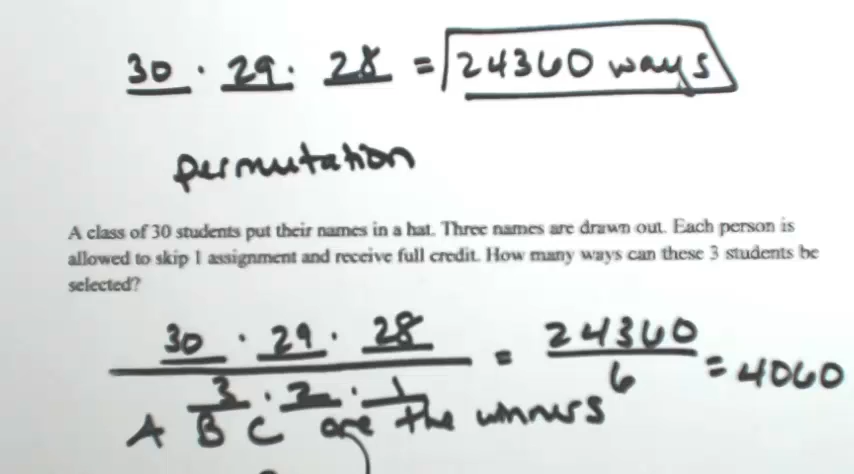 30 · 29 · 28 = 24360 ways
permutation
A class of 30 students put their names in a hat. Three names are drawn out. Each person is
allowed to skip 1 assignment and receive full credit. How many ways can these 3 students be
selected?
30 · 29 · 28 = 24360
3 · 2 · 1 6 = 4060
A B C are the winners